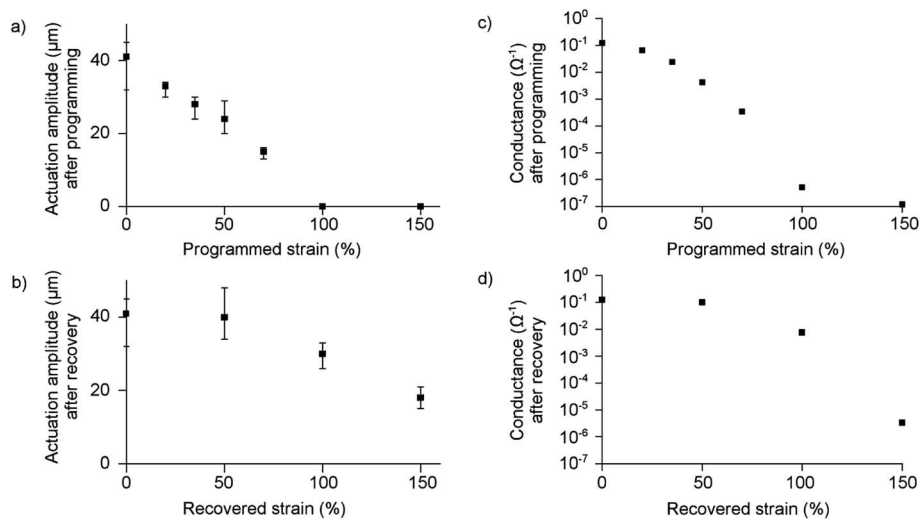 a)
Actuation amplitude (μm)
after programming
40
20
0
0
50
100
150
Programmed strain (%)
c)
Conductance (Ω⁻¹)
after programming
10⁰
10⁻¹
10⁻²
10⁻³
10⁻⁴
10⁻⁵
10⁻⁶
10⁻⁷
0
50
100
150
Programmed strain (%)
b)
Actuation amplitude (μm)
after recovery
40
20
0
0
50
100
150
Recovered strain (%)
d)
Conductance (Ω⁻¹)
after recovery
10⁰
10⁻¹
10⁻²
10⁻³
10⁻⁴
10⁻⁵
10⁻⁶
10⁻⁷
0
50
100
150
Recovered strain (%)